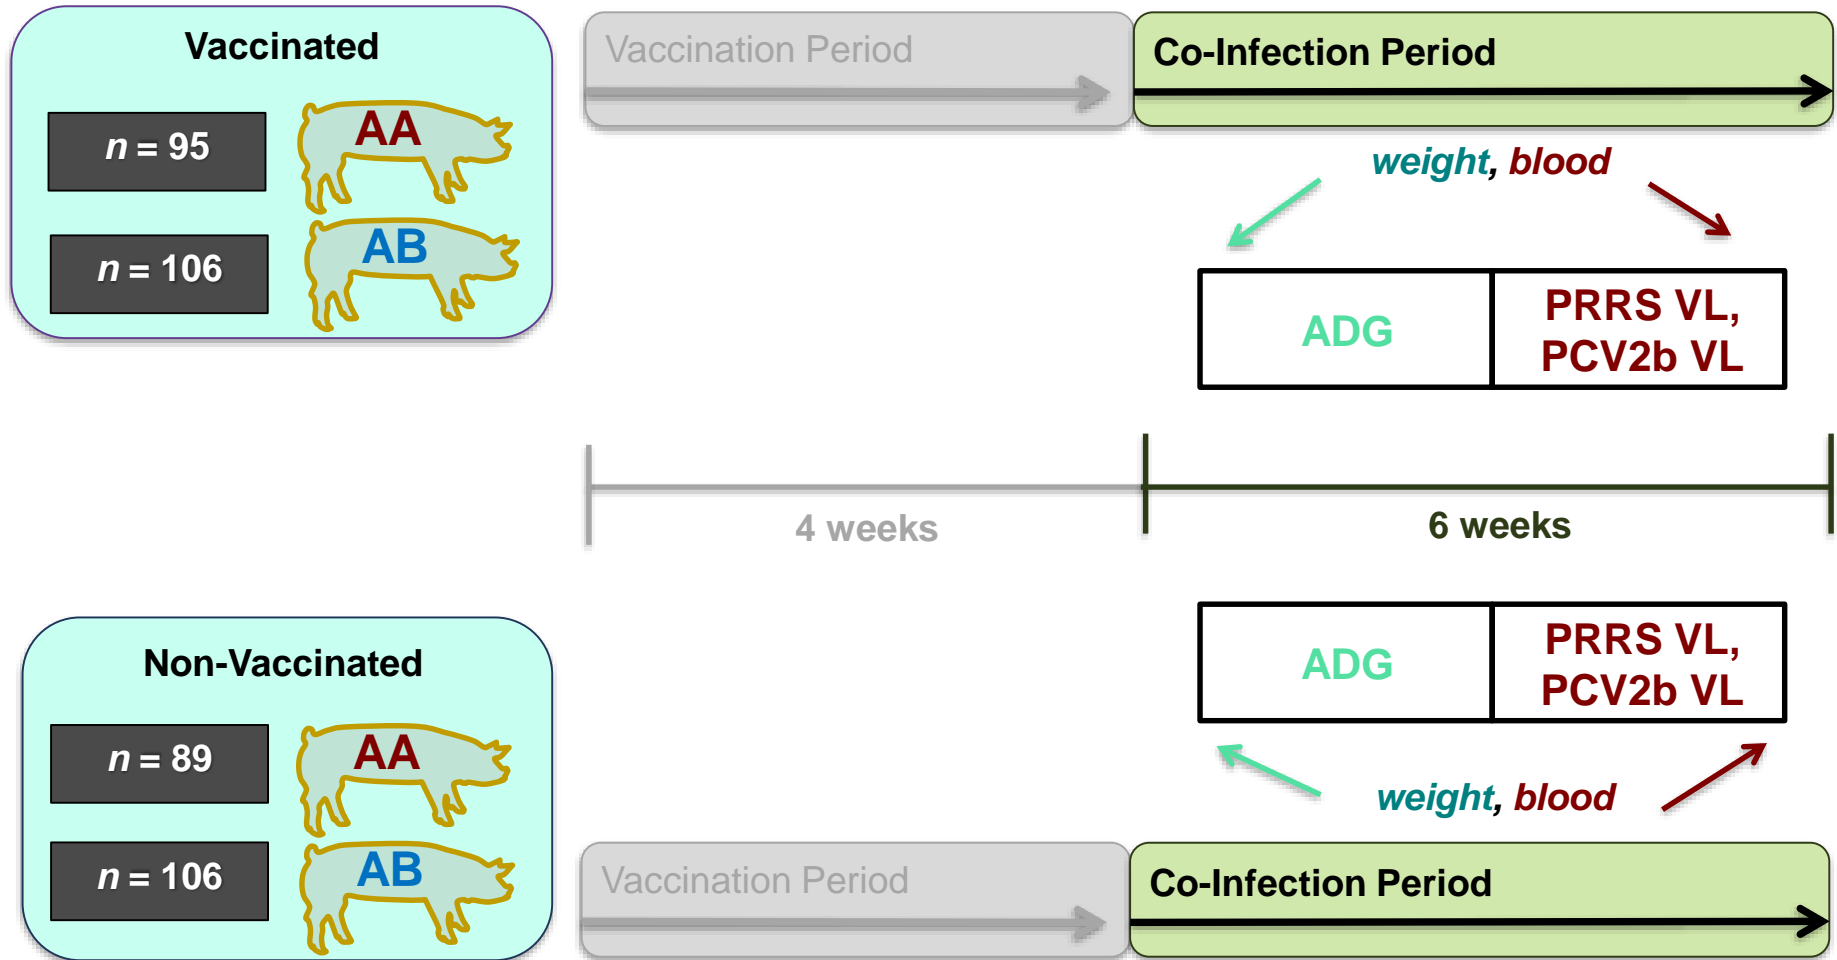 Vaccinated
n = 95
AA
n = 106
AB
Vaccination Period
Co-Infection Period
weight, blood
ADG
PRRS VL,
PCV2b VL
4 weeks
6 weeks
Non-Vaccinated
n = 89
AA
n = 106
AB
ADG
PRRS VL,
PCV2b VL
weight, blood
Vaccination Period
Co-Infection Period